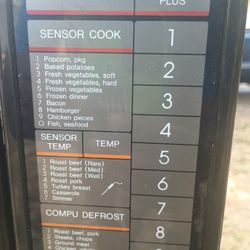 PLUS
SENSOR COOK
1 Popcorn, pkg
2 Baked potatoes
3 Fresh vegetables, soft
4 Fresh vegetables, hard
5 Frozen vegetables
6 Frozen dinner
7 Bacon
8 Hamburger
9 Chicken pieces
0 Fish, seafood
1
2
3
4
5
6
7
8
9
SENSOR TEMP
TEMP
1 Roast beef (Rare)
2 Roast beef (Med)
3 Roast beef (Well)
4 Roast pork
5 Turkey breast
6 Casserole
7 Simmer
COMPU DEFROST
1 Roast beef, pork
2 Steaks, chops
3 Ground meat